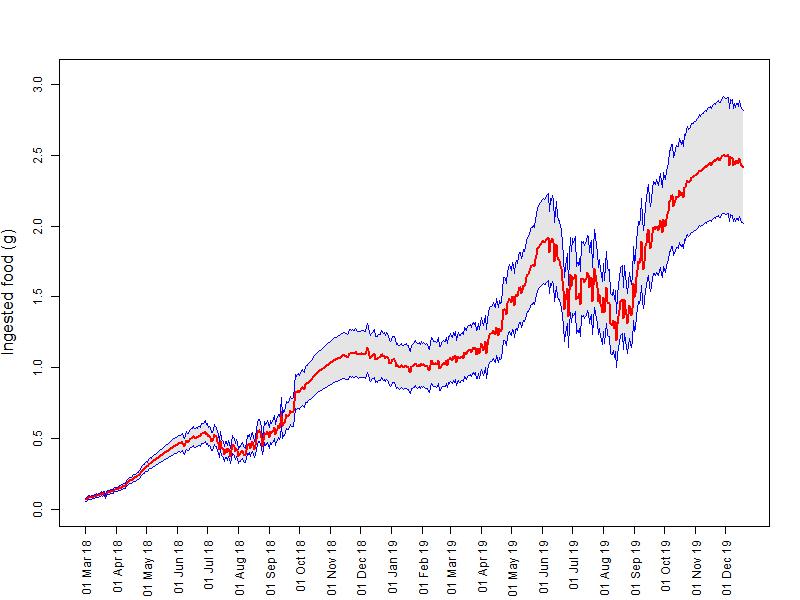 Ingested food (g)
3.0
2.5
2.0
1.5
1.0
0.5
0.0
01 Mar 18
01 Apr 18
01 May 18
01 Jun 18
01 Jul 18
01 Aug 18
01 Sep 18
01 Oct 18
01 Nov 18
01 Dec 18
01 Jan 19
01 Feb 19
01 Mar 19
01 Apr 19
01 May 19
01 Jun 19
01 Jul 19
01 Aug 19
01 Sep 19
01 Oct 19
01 Nov 19
01 Dec 19